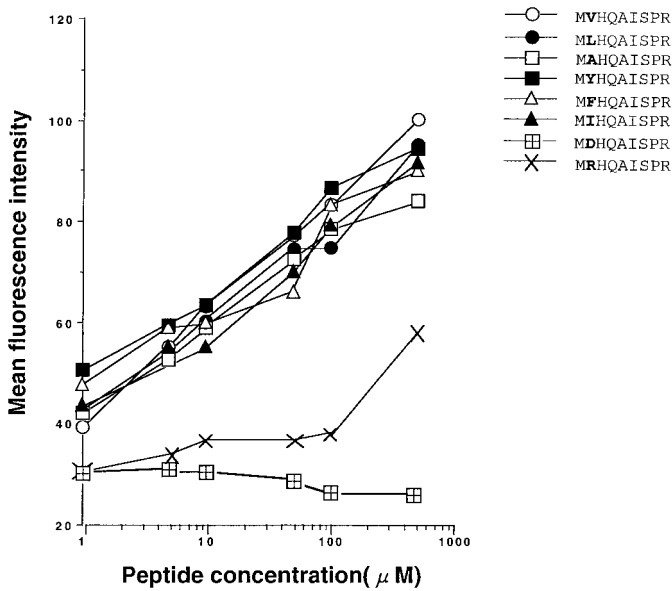 120
100
80
60
40
20
Mean fluorescence intensity
1
10
100
1000
Peptide concentration( μ M)
MVHQAISPR
MLHQAISPR
MAHQAISPR
MYHQAISPR
MFHQAISPR
MIHQAISPR
MDHQAISPR
MRHQAISPR